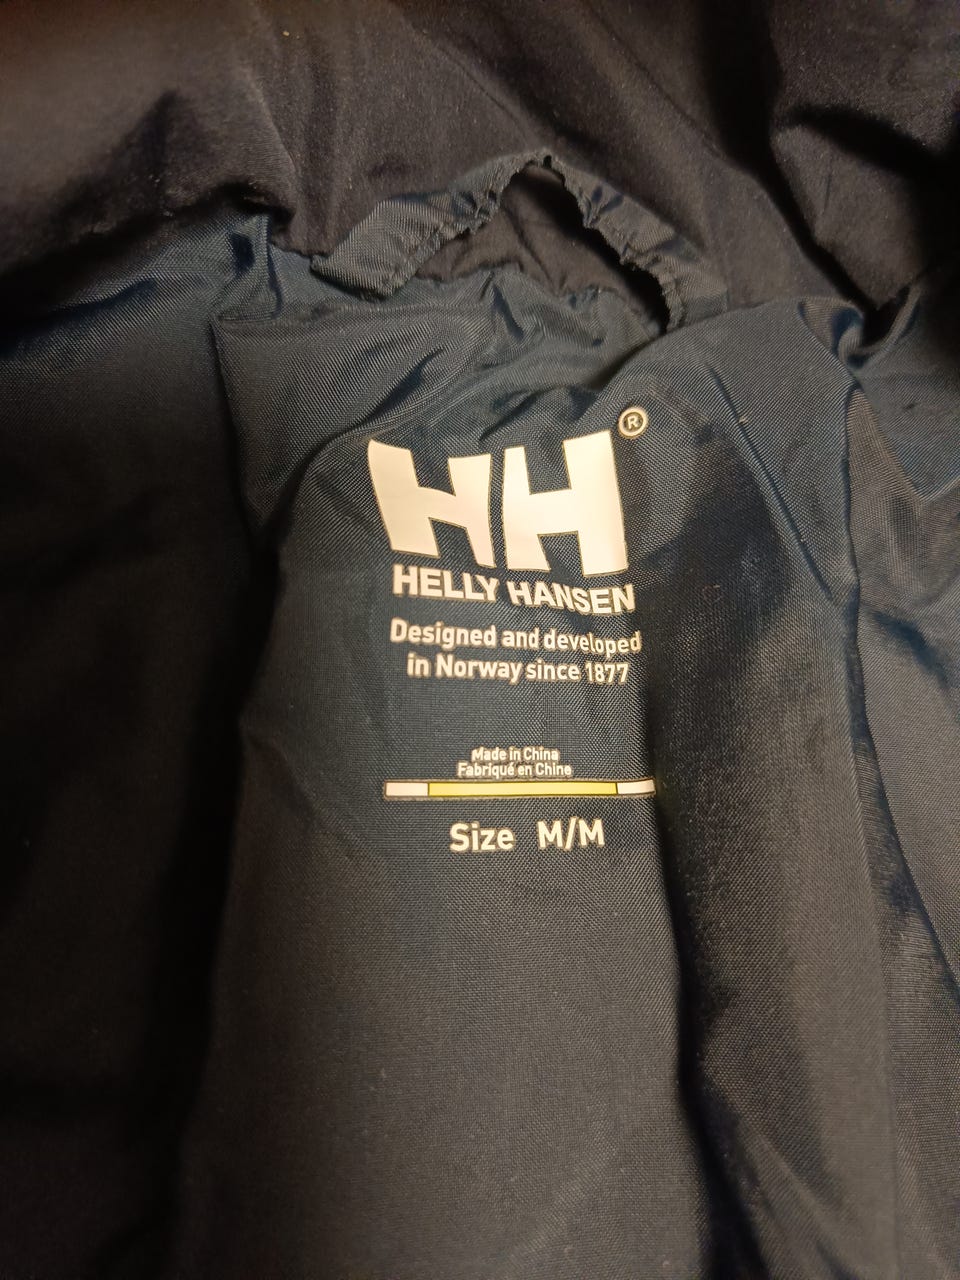 HH®
HELLY HANSEN
Designed and developed
in Norway since 1877
Made in China
Fabriqué en Chine
Size M/M